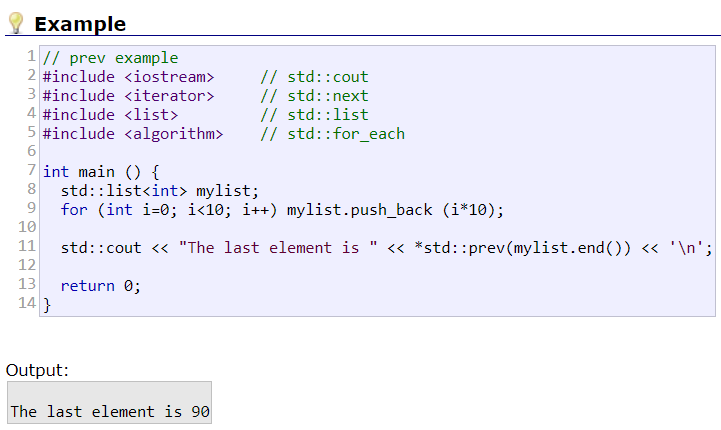 Example
1 // prev example
2 #include <iostream>     // std::cout
3 #include <iterator>     // std::next
4 #include <list>         // std::list
5 #include <algorithm>    // std::for_each
6
7 int main () {
8   std::list<int> mylist;
9   for (int i=0; i<10; i++) mylist.push_back (i*10);
10
11   std::cout << "The last element is " << *std::prev(mylist.end()) << '\n';
12
13   return 0;
14 }
Output:
The last element is 90